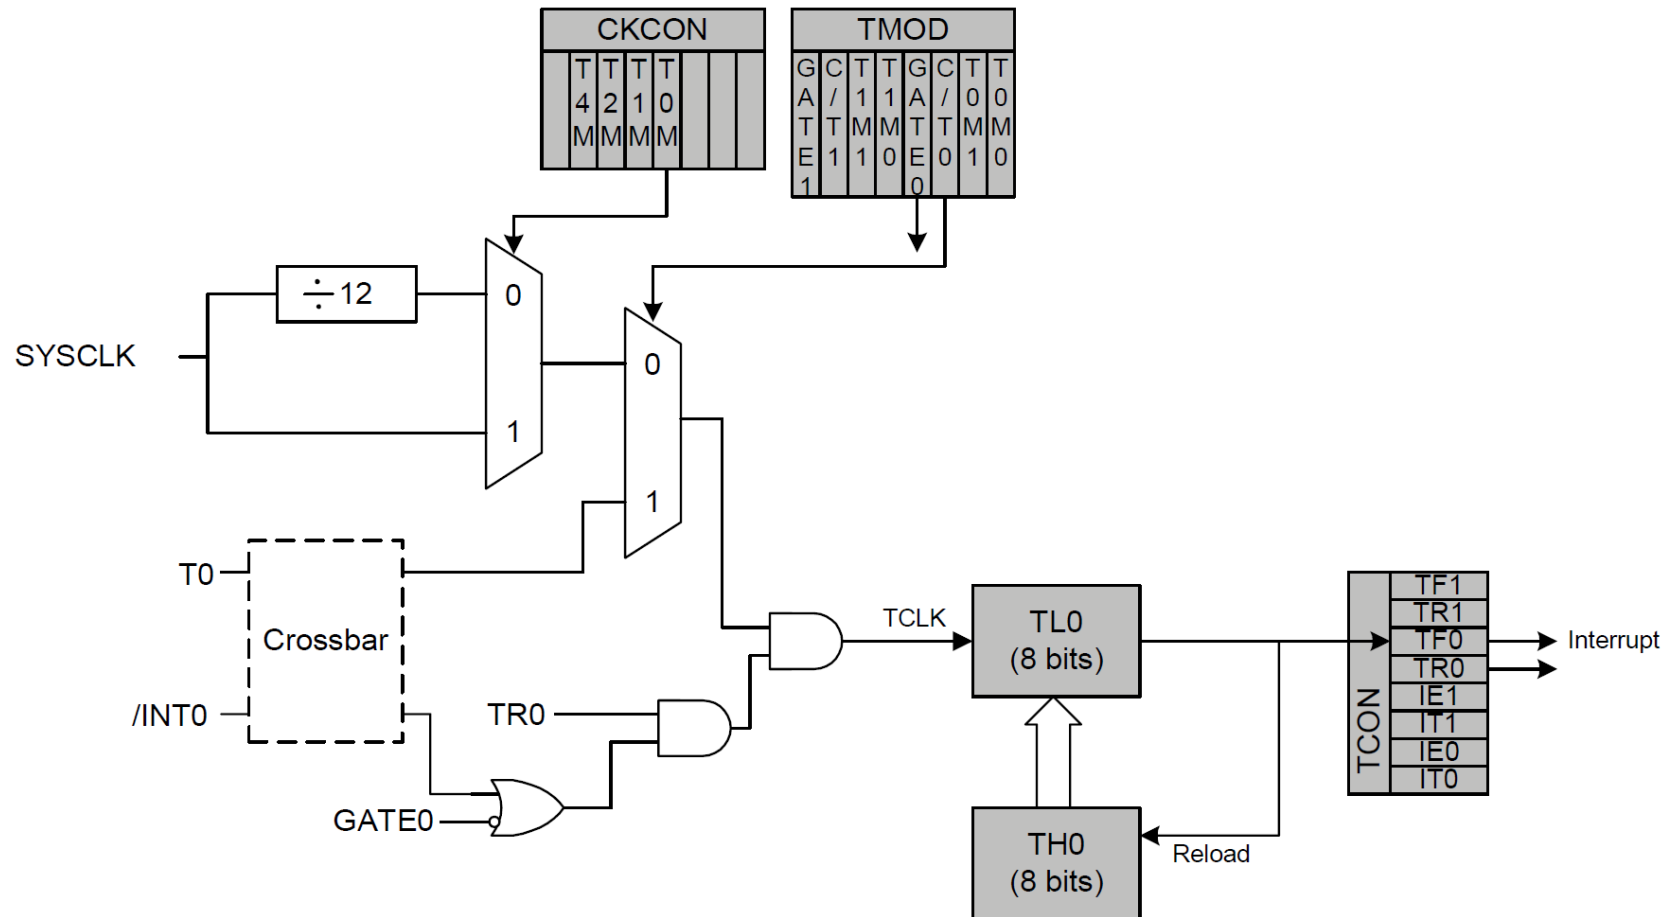 CKCON
T4M T2M T1M T0M
TMOD
GATE1 C/T1 T1M1 T1M0 GATE0 C/T0 T0M1 T0M0
÷ 12
0
SYSCLK
0
1
1
T0
Crossbar
TCLK
TL0
(8 bits)
TF1
TR1
TF0
Interrupt
TR0
IE1
IT1
IE0
IT0
TCON
/INT0
TR0
GATE0
TH0
(8 bits)
Reload